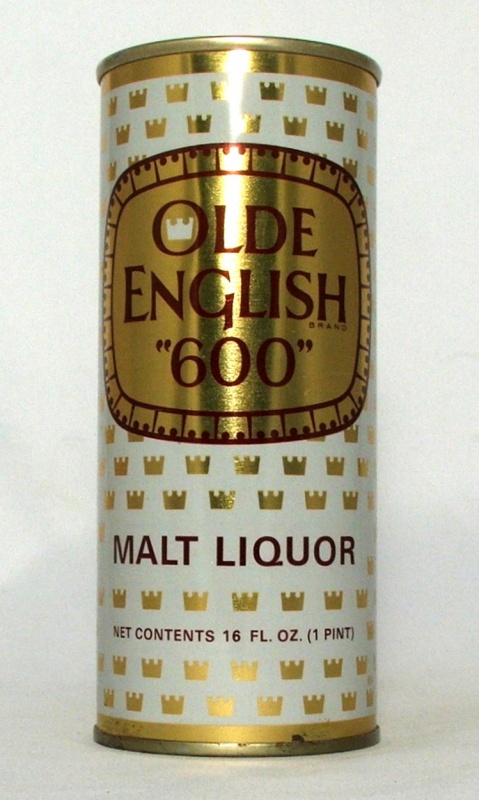 OLDE
ENGLISH
BRAND
"600"
MALT LIQUOR
NET CONTENTS 16 FL. OZ. (1 PINT)